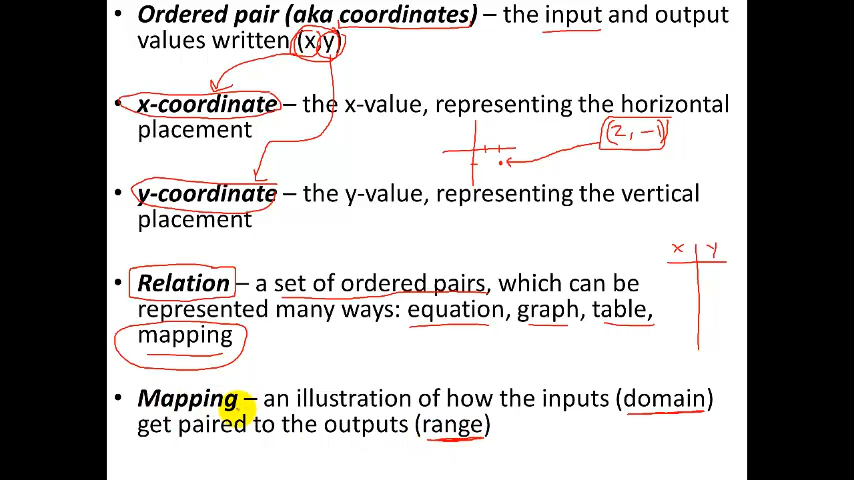 • Ordered pair (aka coordinates) – the input and output
values written (x,y)
• x-coordinate – the x-value, representing the horizontal
placement
(2, -1)
• y-coordinate – the y-value, representing the vertical
placement
x y
• Relation – a set of ordered pairs, which can be
represented many ways: equation, graph, table,
mapping
• Mapping – an illustration of how the inputs (domain)
get paired to the outputs (range)